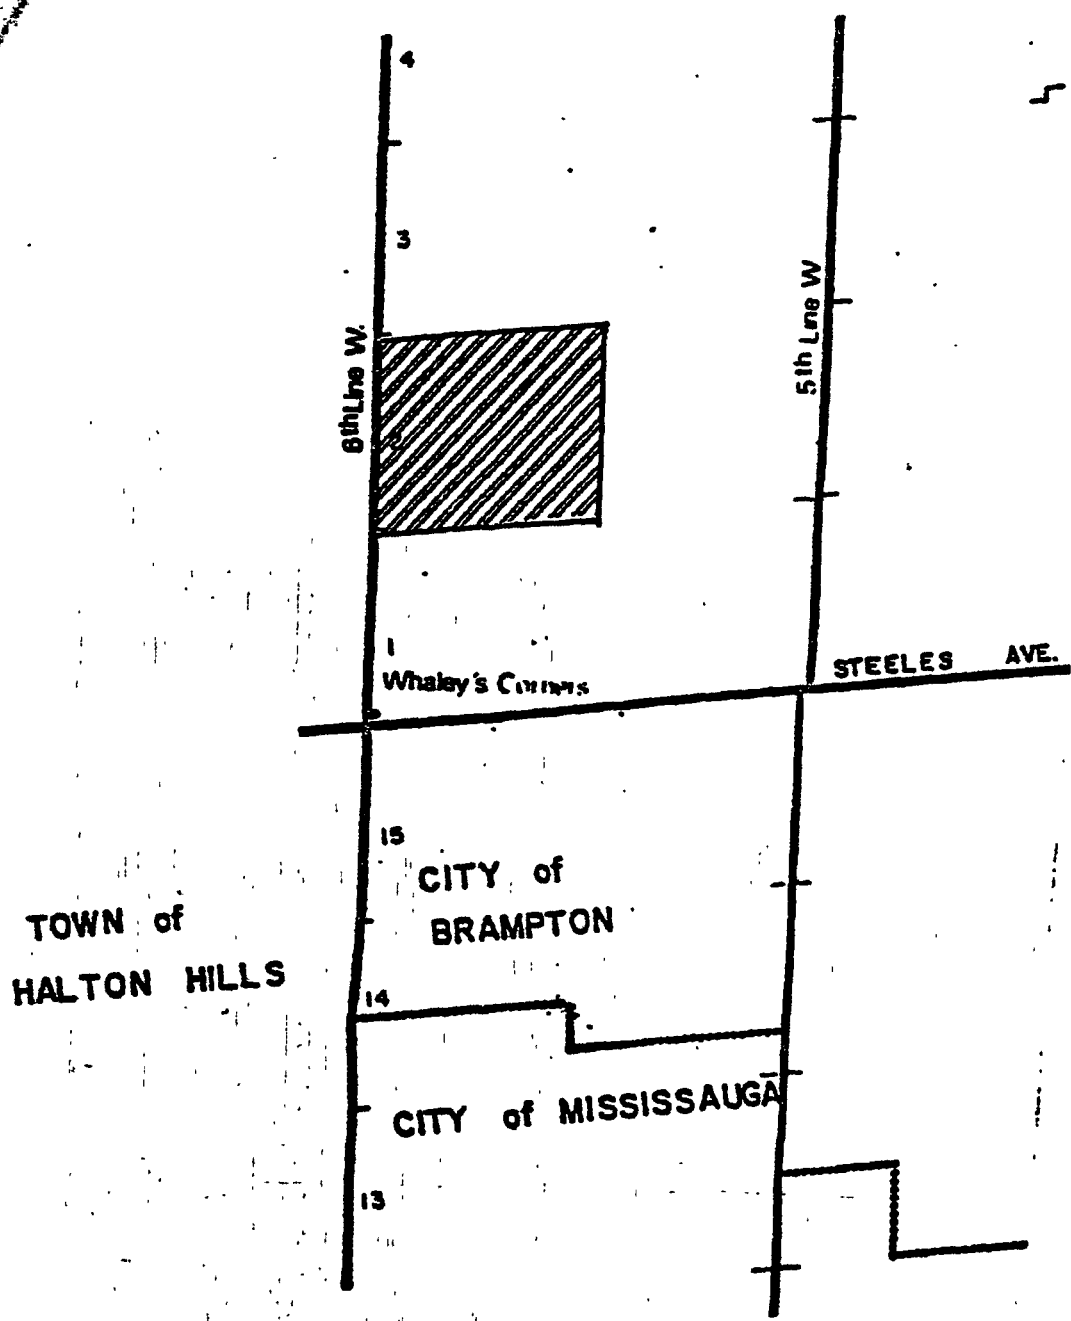 4
3
6th Line W.
5th Line W
2
1
Whaley's Corners
STEELES AVE.
15
CITY of
BRAMPTON
TOWN of
HALTON HILLS
14
CITY of MISSISSAUGA
13